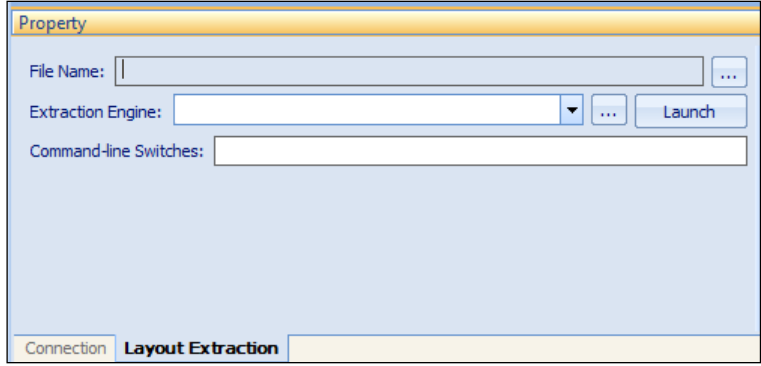 Property
File Name: ...
Extraction Engine: ... Launch
Command-line Switches:
Connection Layout Extraction